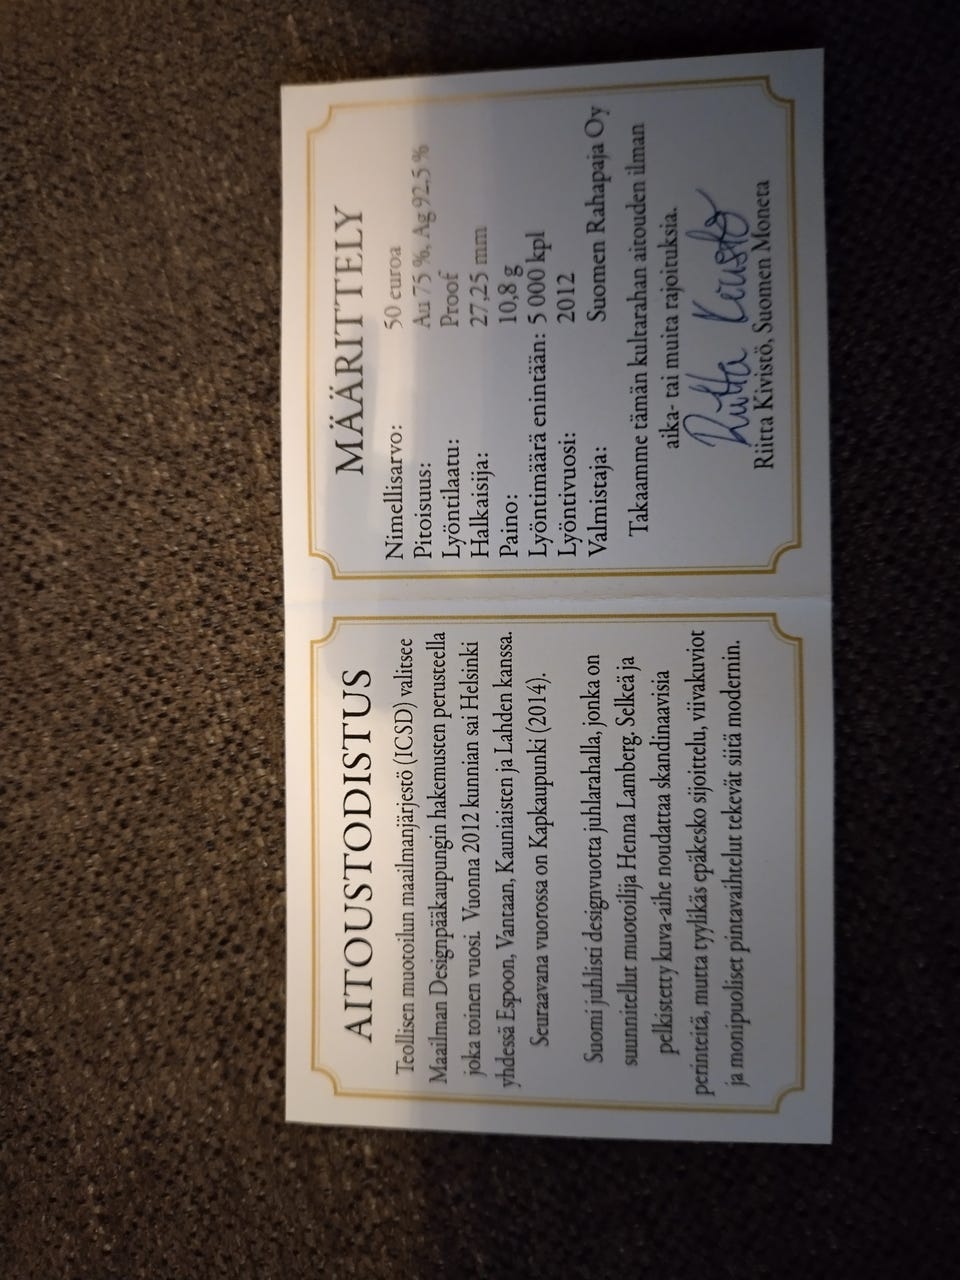 AITOUSTODISTUS
Teollisen muotoilun maailmanjärjestö (ICSD) valitsee
Maailman Designpääkaupungin hakemusten perusteella
joka toinen vuosi. Vuonna 2012 kunnian sai Helsinki
yhdessä Espoon, Vantaan, Kauniaisten ja Lahden kanssa.
Seuraavana vuorossa on Kapkaupunki (2014).
Suomi juhlisti designvuotta juhlarahalla, jonka on
suunnitellut muotoilija Henna Lamberg. Selkeä ja
pelkistetty kuva-aihe noudattaa skandinaavisia
perinteitä, mutta tyylikäs epäkesko sijoittelu, viivakuviot
ja monipuoliset pintavaihtelut tekevät siitä modernin.
MÄÄRITTELY
Nimellisarvo: 50 euroa
Pitoisuus: Au 75 %, Ag 92,5 %
Lyöntilaatu: Proof
Halkaisija: 27,25 mm
Paino: 10,8 g
Lyöntimäärä enintään: 5 000 kpl
Lyöntivuosi: 2012
Valmistaja: Suomen Rahapaja Oy
Takaamme tämän kultarahan aitouden ilman
aika- tai muita rajoituksia.
Riitta Kivistö
Riitta Kivistö, Suomen Moneta